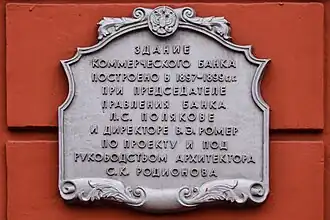 ЗДАНИЕ
КОММЕРЧЕСКОГО БАНКА
ПОСТРОЕНО В 1897-1899 г.г.
ПРИ ПРЕДСЕДАТЕЛЕ
ПРАВЛЕНИЯ БАНКА
Л.С. ПОЛЯКОВЕ
И ДИРЕКТОРЕ В.Э. РОМЕР
ПО ПРОЕКТУ И ПОД
РУКОВОДСТВОМ АРХИТЕКТОРА
С.К. РОДИОНОВА